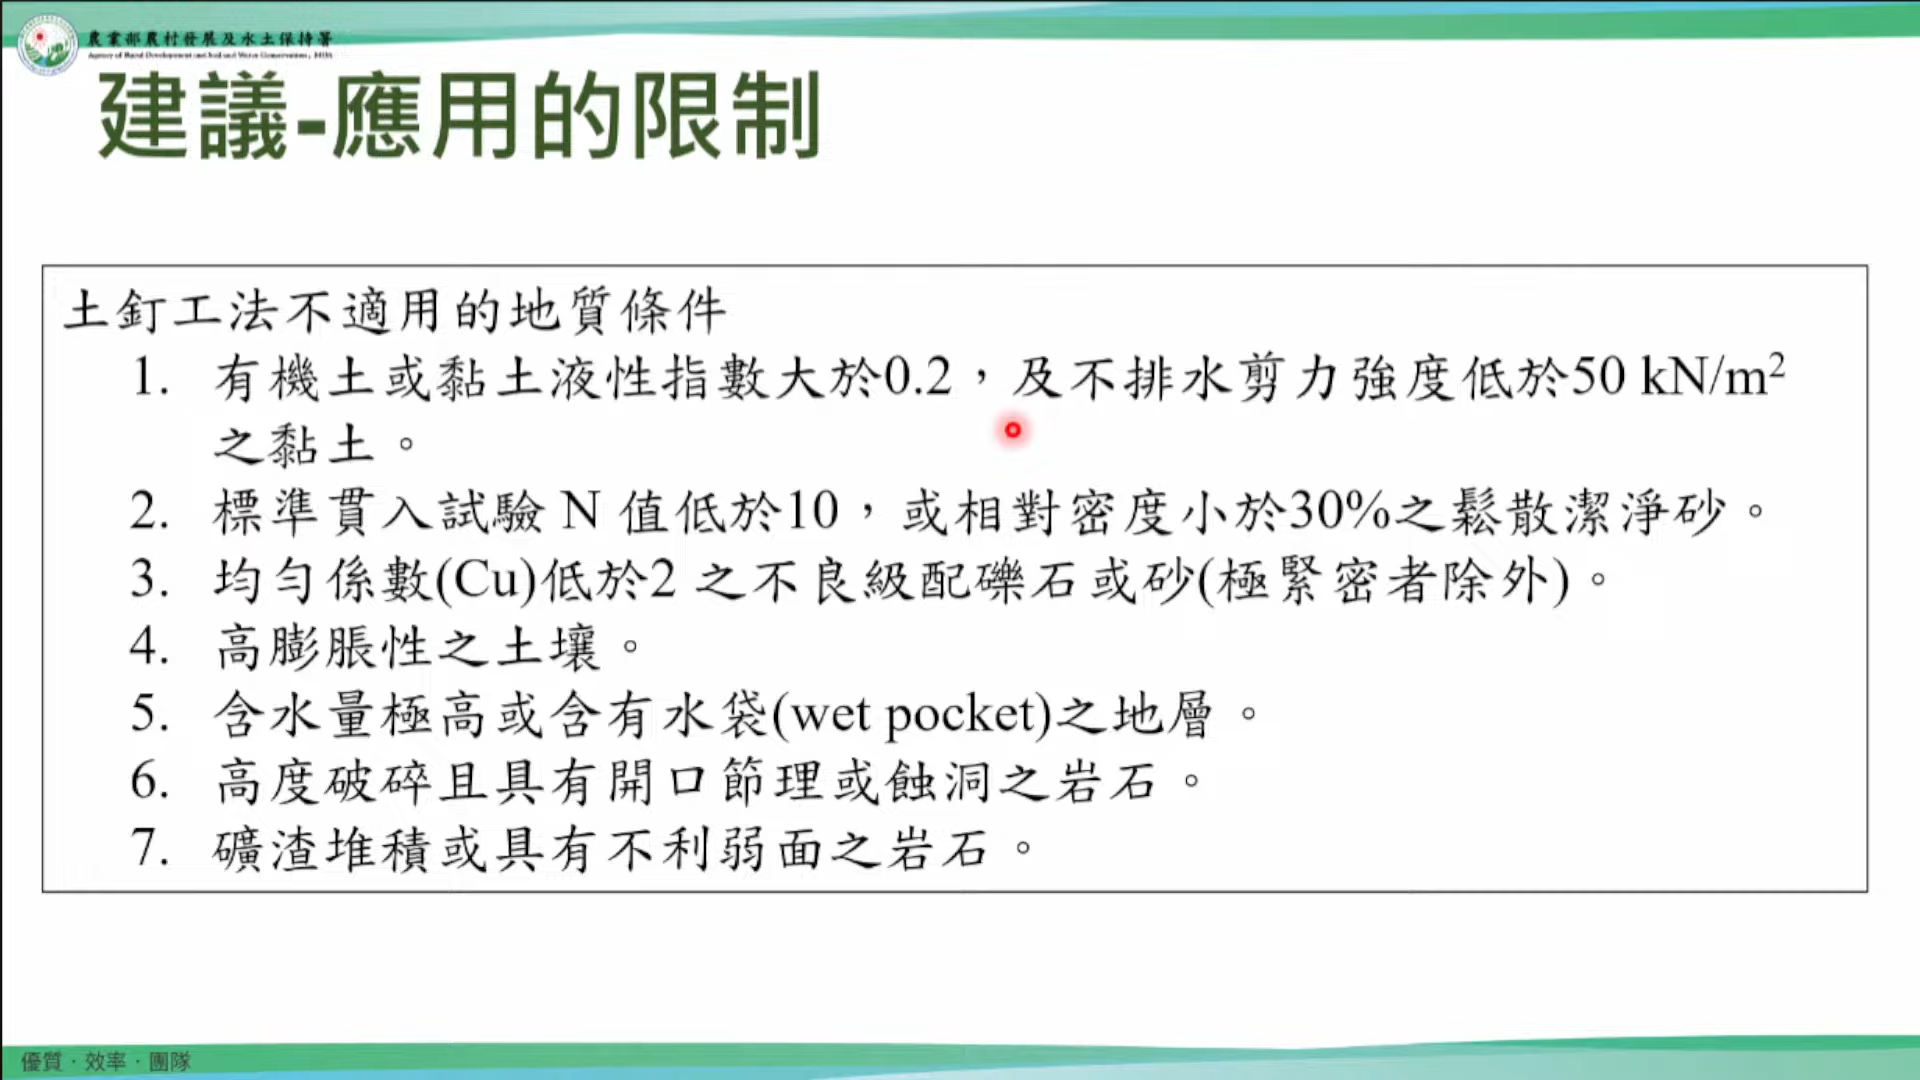 農業部農村發展及水土保持署
Agency of Rural Development and Soil and Water Conservation, MOA
建議-應用的限制
土釘工法不適用的地質條件
1. 有機土或黏土液性指數大於0.2，及不排水剪力強度低於50 kN/m²
之黏土。
2. 標準貫入試驗 N 值低於10，或相對密度小於30%之鬆散潔淨砂。
3. 均勻係數(Cu)低於2 之不良級配礫石或砂(極緊密者除外)。
4. 高膨脹性之土壤。
5. 含水量極高或含有水袋(wet pocket)之地層。
6. 高度破碎且具有開口節理或蝕洞之岩石。
7. 礦渣堆積或具有不利弱面之岩石。
優質．效率．團隊